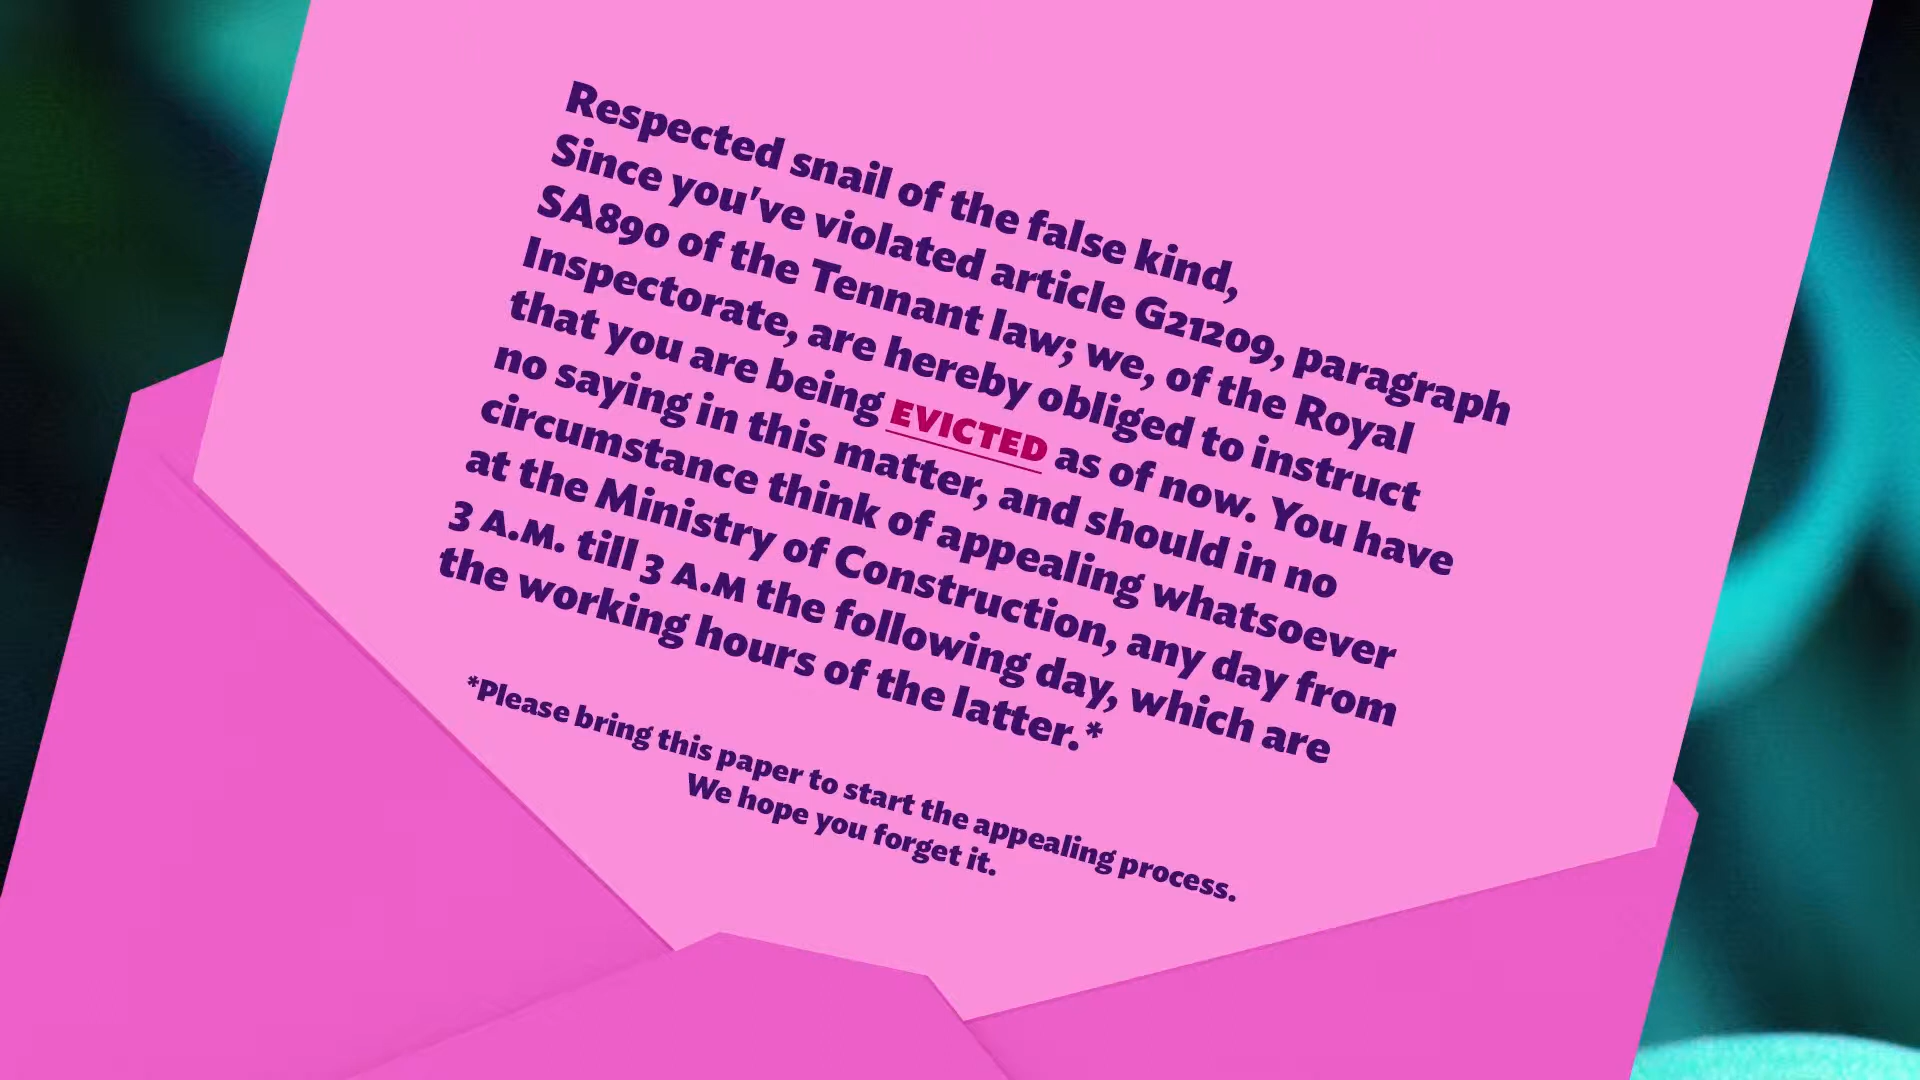 Respected snail of the false kind,
Since you've violated article G21209, paragraph
SA890 of the Tennant law; we, of the Royal
Inspectorate, are hereby obliged to instruct
that you are being EVICTED as of now. You have
no saying in this matter, and should in no
circumstance think of appealing whatsoever
at the Ministry of Construction, any day from
3 A.M. till 3 A.M the following day, which are
the working hours of the latter.*
*Please bring this paper to start the appealing process.
We hope you forget it.